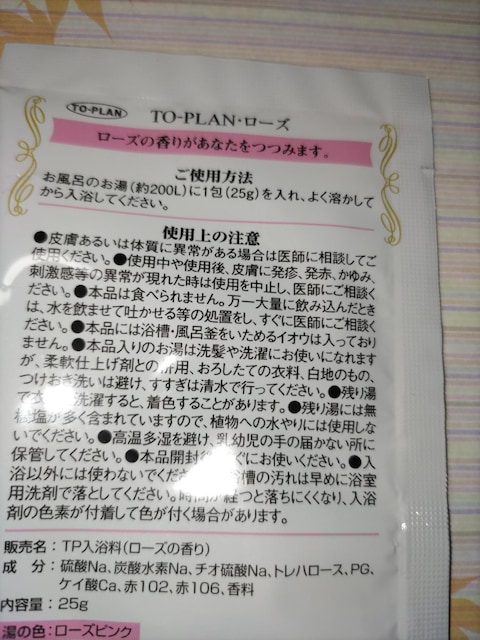 TO-PLAN
TO-PLAN・ローズ
ローズの香りがあなたをつつみます。
ご使用方法
お風呂のお湯(約200L)に1包(25g)を入れ、よく溶かして
から入浴してください。
使用上の注意
●皮膚あるいは体質に異常がある場合は医師に相談してご
使用ください。●使用中や使用後、皮膚に発疹、発赤、かゆみ、
刺激感等の異常が現れた時は使用を中止し、医師にご相談く
ださい。●本品は食べられません。万一大量に飲み込んだとき
は、水を飲ませて吐かせる等の処置をし、すぐに医師にご相談く
ださい。●本品には浴槽・風呂釜をいためるイオウは入っており
ません。●本品入りのお湯は洗髪や洗濯にお使いになれます
が、柔軟仕上げ剤との併用、おろしたての衣料、白地のもの、
つけおき洗いは避け、すすぎは清水で行ってください。●残り湯
で 洗濯すると、着色することがあります。●残り湯には無
機塩が多く含まれていますので、植物への水やりには使用しな
いでください。●高温多湿を避け、乳幼児の手の届かない所に
保管してください。●本品開封後 ぐにお使いください。●入
浴以外には使わないでくだ 浴槽の汚れは早めに浴室
用洗剤で落としてください。時間が経つと落ちにくくなり、入浴
剤の色素が付着して色が付く場合があります。
販売名：TP入浴料(ローズの香り)
成 分：硫酸Na、炭酸水素Na、チオ硫酸Na、トレハロース、PG、
ケイ酸Ca、赤102、赤106、香料
内容量：25g
湯の色：ローズピンク